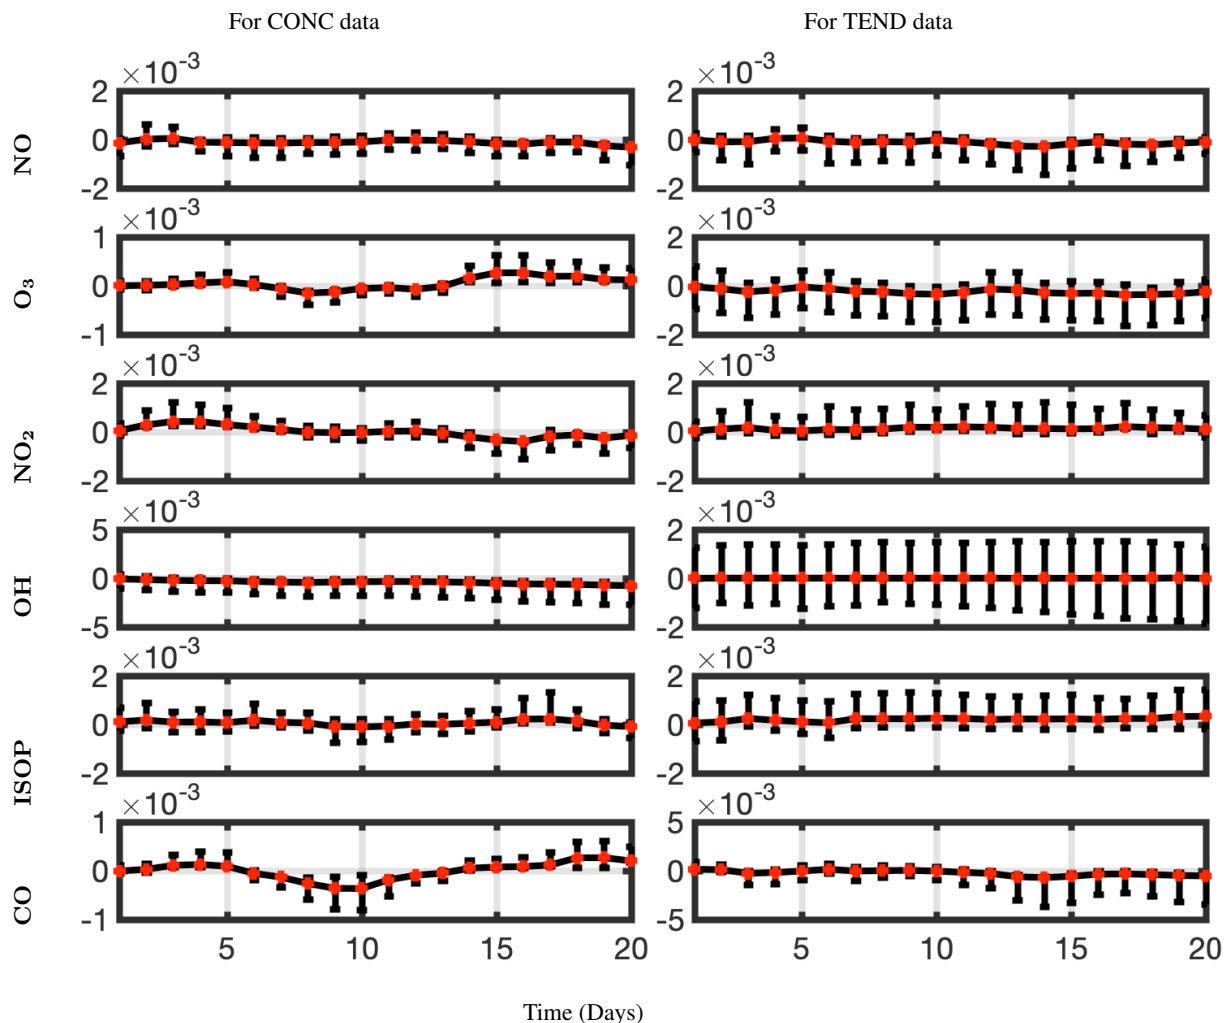 For CONC data For TEND data
×10⁻³ ×10⁻³
2 2
NO 0 0
-2 -2
×10⁻³ ×10⁻³
1 2
O₃ 0 0
-1 -2
×10⁻³ ×10⁻³
2 2
NO₂ 0 0
-2 -2
×10⁻³ ×10⁻³
5 2
OH 0 0
-5 -2
×10⁻³ ×10⁻³
2 2
ISOP 0 0
-2 -2
×10⁻³ ×10⁻³
1 5
CO 0 0
-1 -5
5 10 15 20 5 10 15 20
Time (Days)